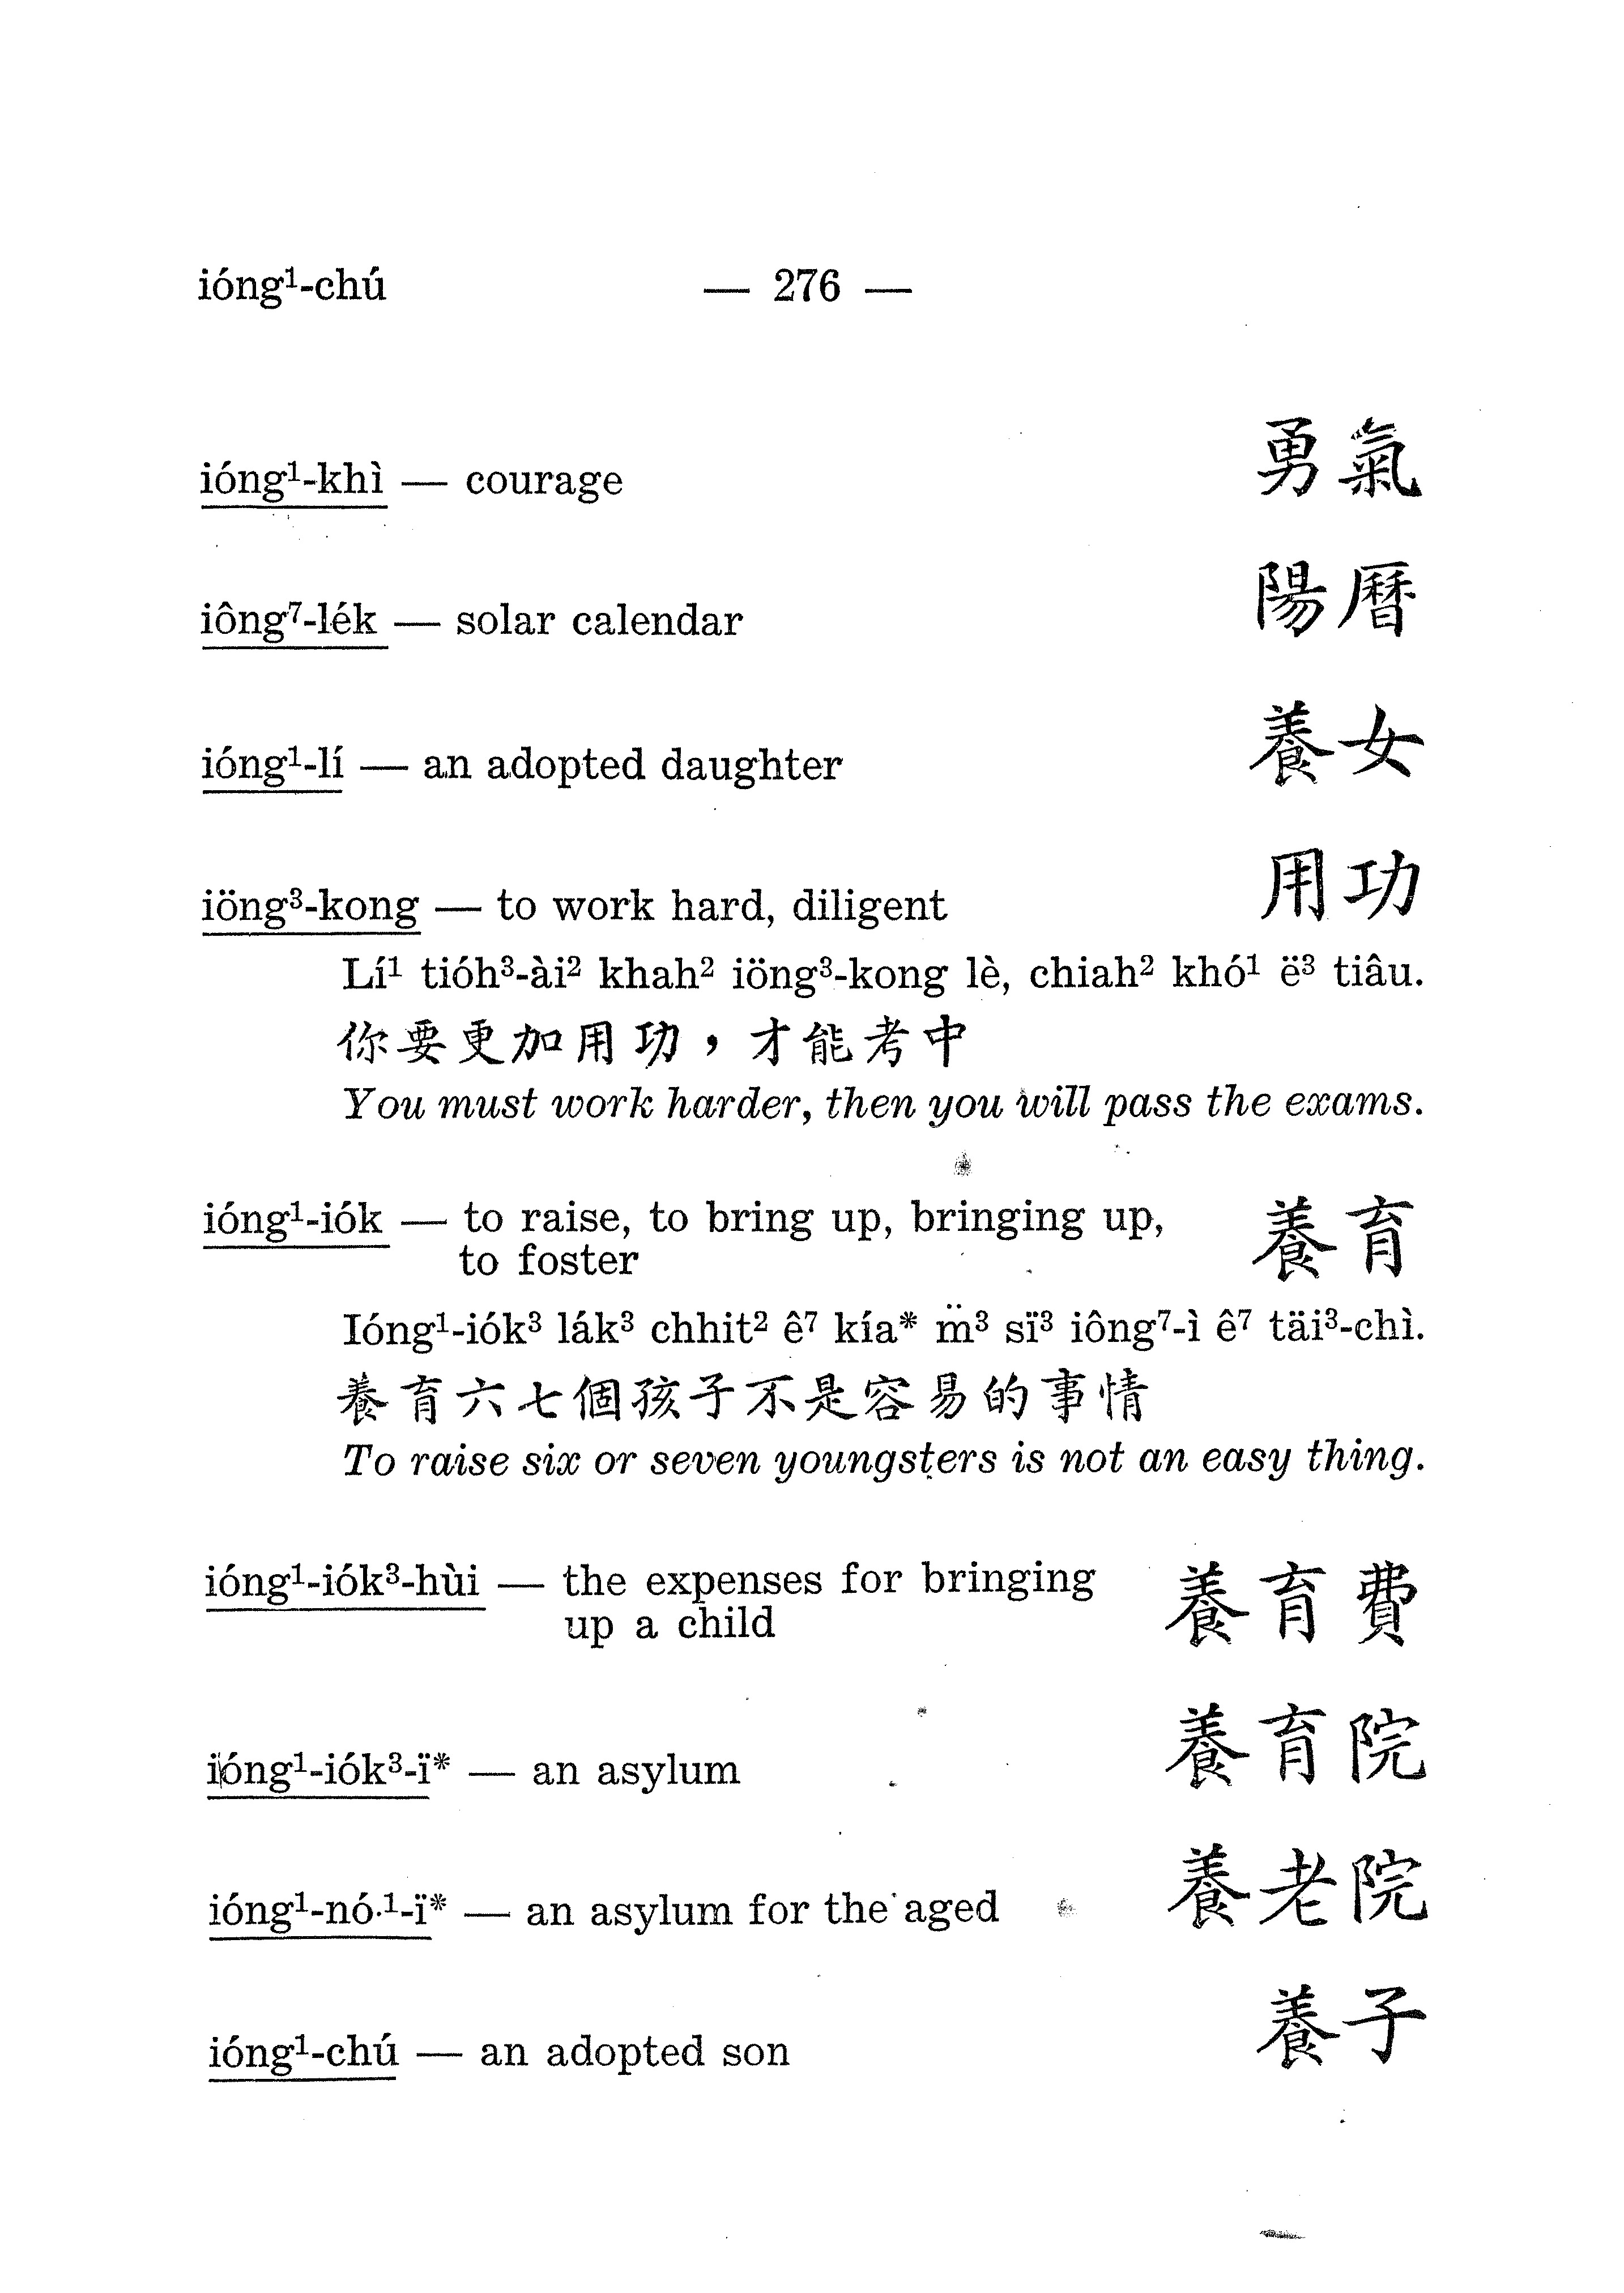 ióng¹-chú — 276 —
ióng¹-khì — courage 勇氣
iông⁷-lék — solar calendar 陽曆
ióng¹-lí — an adopted daughter 養女
iöng³-kong — to work hard, diligent 用功
Lí¹ tióh³-ài² khah² iöng³-kong lè, chiah² khó¹ ë³ tiâu.
你要更加用功，才能考中
You must work harder, then you will pass the exams.
ióng¹-iók — to raise, to bring up, bringing up, 養育
to foster
Ióng¹-iók³ lák³ chhit² ê⁷ kía* m̈³ sï³ iông⁷-ì ê⁷ täi³-chì.
養育六七個孩子不是容易的事情
To raise six or seven youngsters is not an easy thing.
ióng¹-iók³-hùi — the expenses for bringing 養育費
up a child
ióng¹-iók³-ï* — an asylum 養育院
ióng¹-nó·¹-ï* — an asylum for the aged 養老院
ióng¹-chú — an adopted son 養子